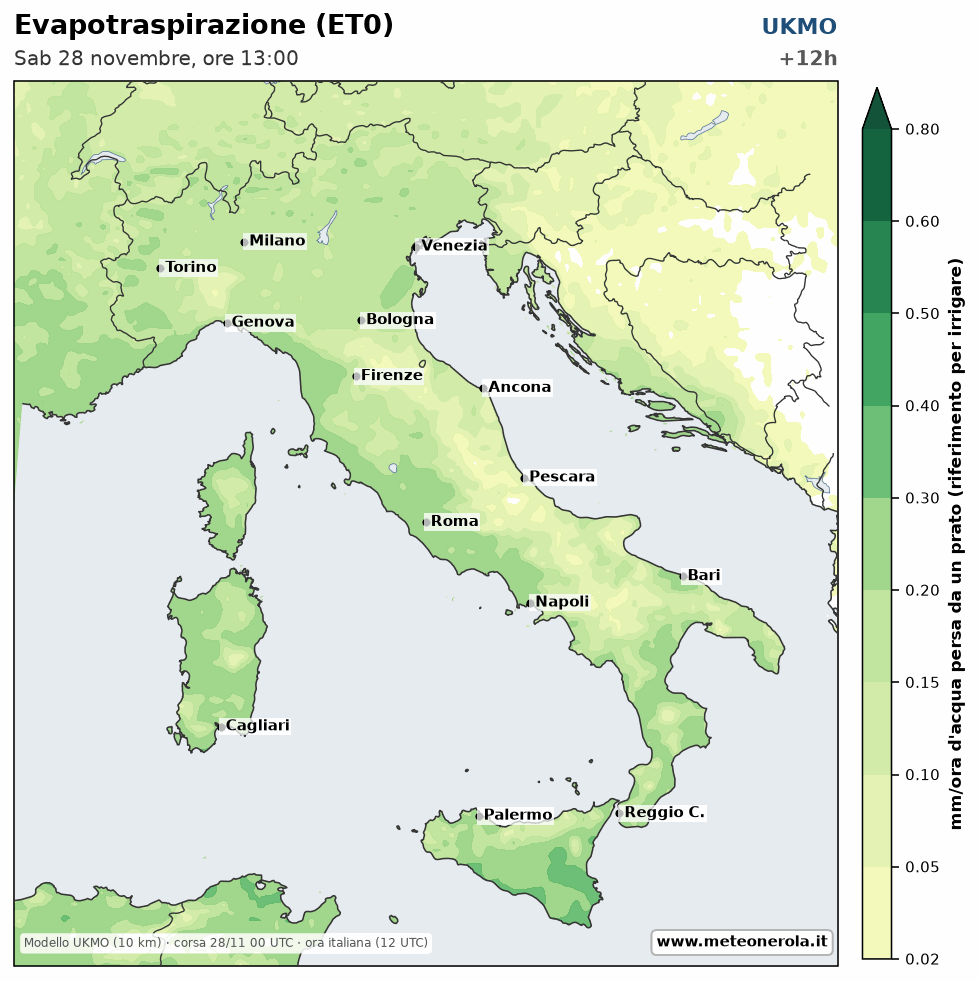 Evapotraspirazione (ET0)
UKMO
Sab 28 novembre, ore 13:00
+12h
Milano
Venezia
Torino
Genova
Bologna
Firenze
Ancona
Pescara
Roma
Bari
Napoli
Cagliari
Palermo
Reggio C.
Modello UKMO (10 km) · corsa 28/11 00 UTC · ora italiana (12 UTC)
www.meteonerola.it
0.80
0.60
0.50
0.40
0.30
0.20
0.15
0.10
0.05
0.02
mm/ora d'acqua persa da un prato (riferimento per irrigare)